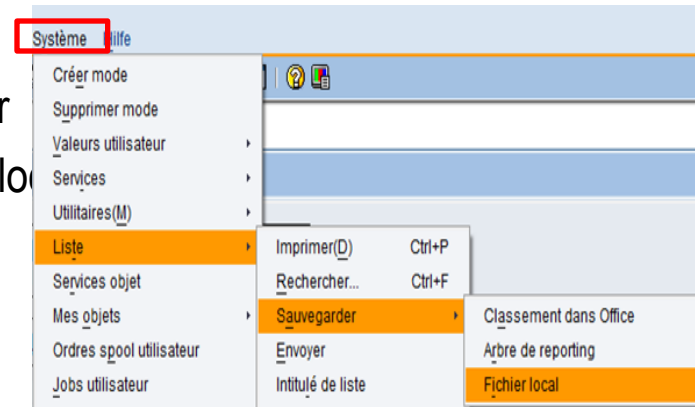 Système Hilfe
Créer mode
r
Supprimer mode
Valeurs utilisateur
Services
Utilitaires(M)
Liste
Imprimer(D) Ctrl+P
Services objet
Rechercher... Ctrl+F
Mes objets
Sauvegarder
Classement dans Office
Ordres spool utilisateur
Envoyer
Arbre de reporting
Jobs utilisateur
Intitulé de liste
Fichier local